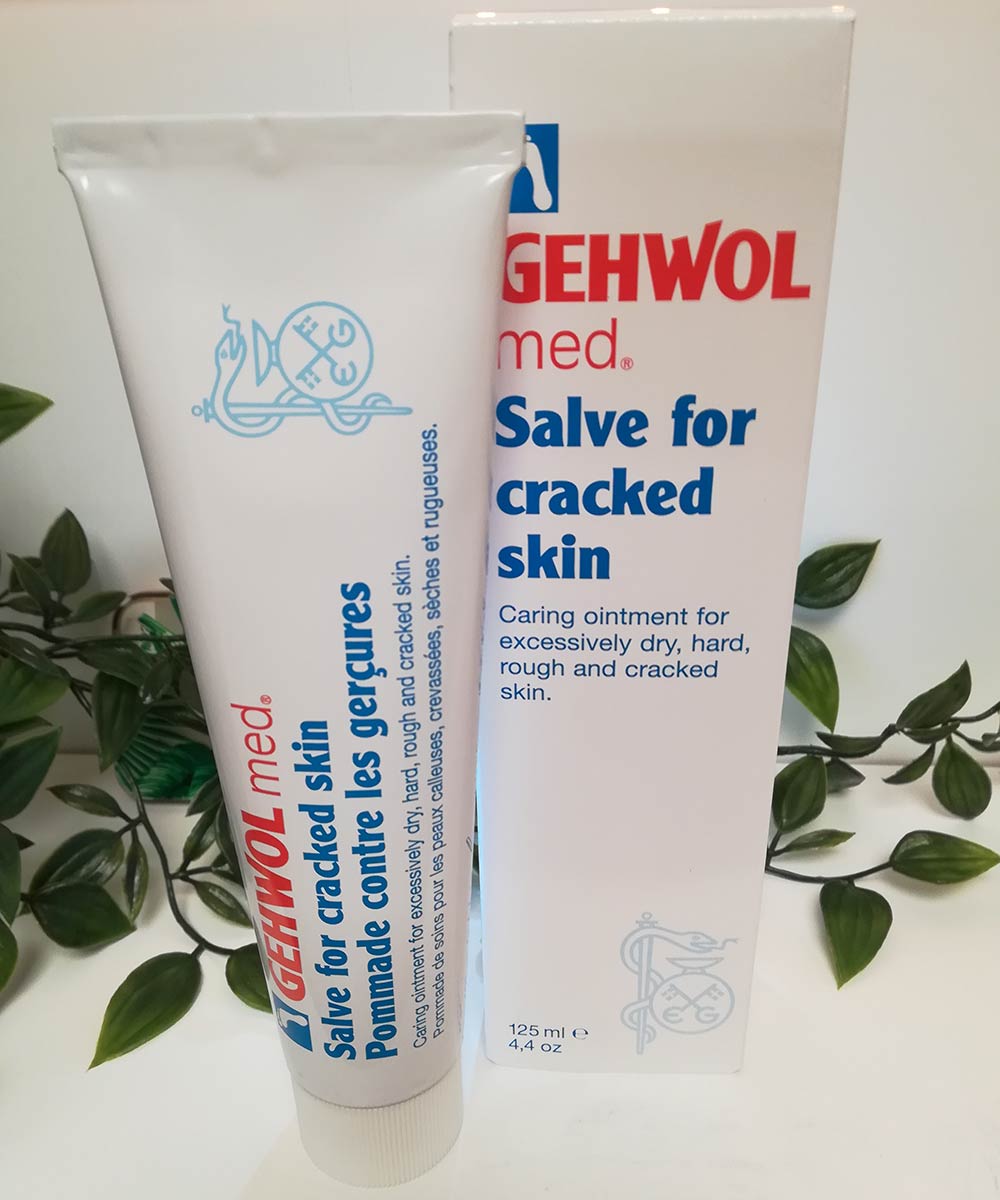 GEHWOL med®
Salve for cracked skin
Pommade contre les gerçures
Caring ointment for excessively dry, hard, rough and cracked skin.
Pommade de soins pour les peaux calleuses, crevassées, sèches et rugueuses.
E G
GEHWOL
med®
Salve for
cracked
skin
Caring ointment for
excessively dry, hard,
rough and cracked
skin.
125 ml ℮
4,4 oz
E G